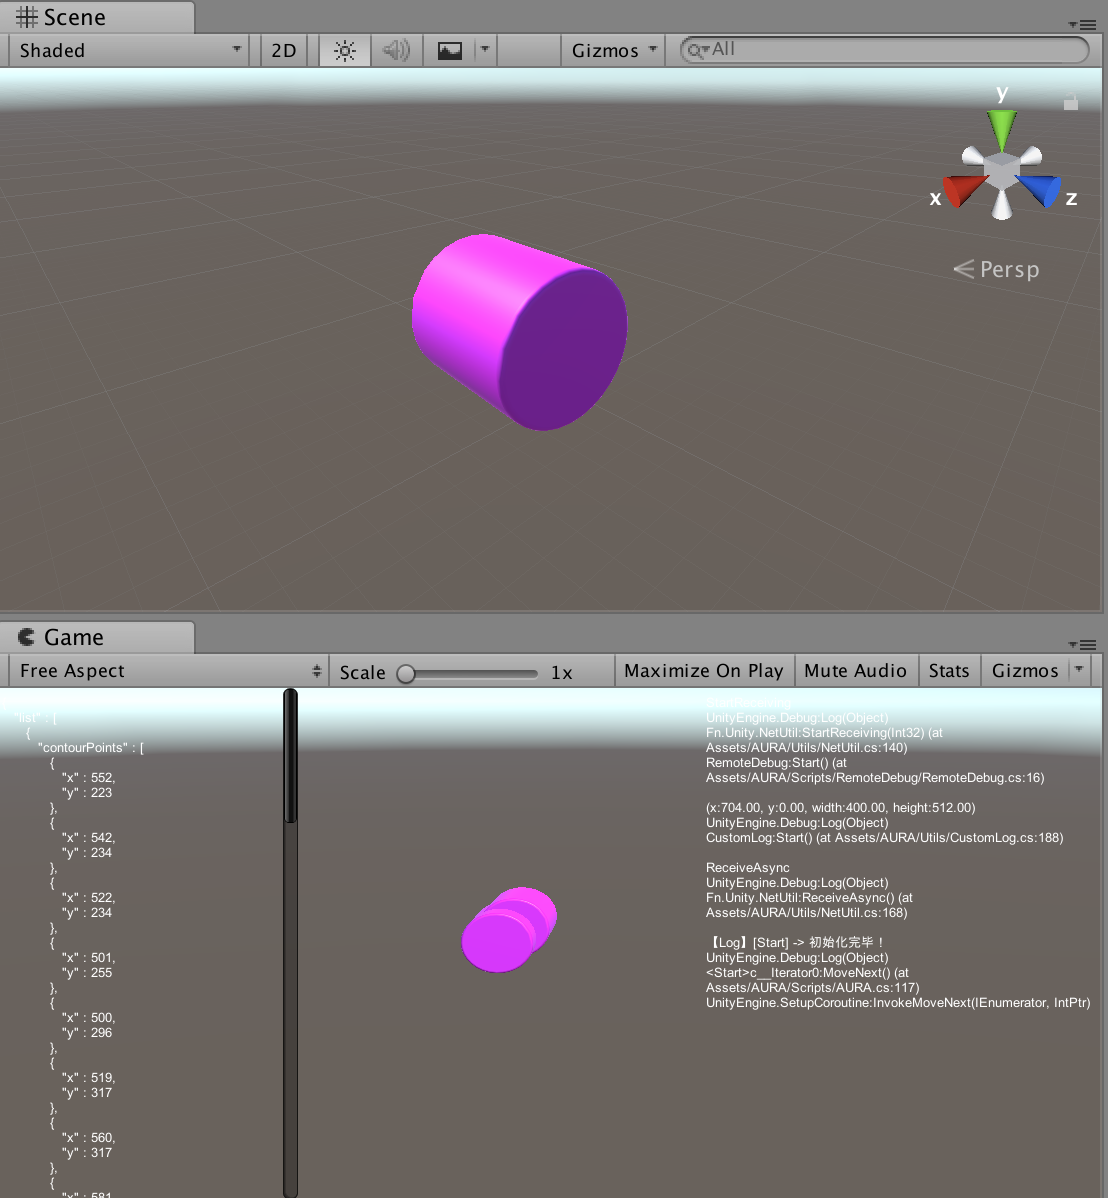 Scene
Shaded
2D
Gizmos
All
y
x
z
Persp
Game
Free Aspect
Scale
1x
Maximize On Play
Mute Audio
Stats
Gizmos
"list" : [
{
"contourPoints" : [
{
"x" : 552,
"y" : 223
},
{
"x" : 542,
"y" : 234
},
{
"x" : 522,
"y" : 234
},
{
"x" : 501,
"y" : 255
},
{
"x" : 500,
"y" : 296
},
{
"x" : 519,
"y" : 317
},
{
"x" : 560,
"y" : 317
},
{
"x" : 581,
StartReceiving
UnityEngine.Debug:Log(Object)
Fn.Unity.NetUtil:StartReceiving(Int32) (at
Assets/AURA/Utils/NetUtil.cs:140)
RemoteDebug:Start() (at
Assets/AURA/Scripts/RemoteDebug/RemoteDebug.cs:16)
(x:704.00, y:0.00, width:400.00, height:512.00)
UnityEngine.Debug:Log(Object)
CustomLog:Start() (at Assets/AURA/Utils/CustomLog.cs:188)
ReceiveAsync
UnityEngine.Debug:Log(Object)
Fn.Unity.NetUtil:ReceiveAsync() (at
Assets/AURA/Utils/NetUtil.cs:168)
【Log】[Start] -> 初始化完毕！
UnityEngine.Debug:Log(Object)
<Start>c__Iterator0:MoveNext() (at
Assets/AURA/Scripts/AURA.cs:117)
UnityEngine.SetupCoroutine:InvokeMoveNext(IEnumerator, IntPtr)